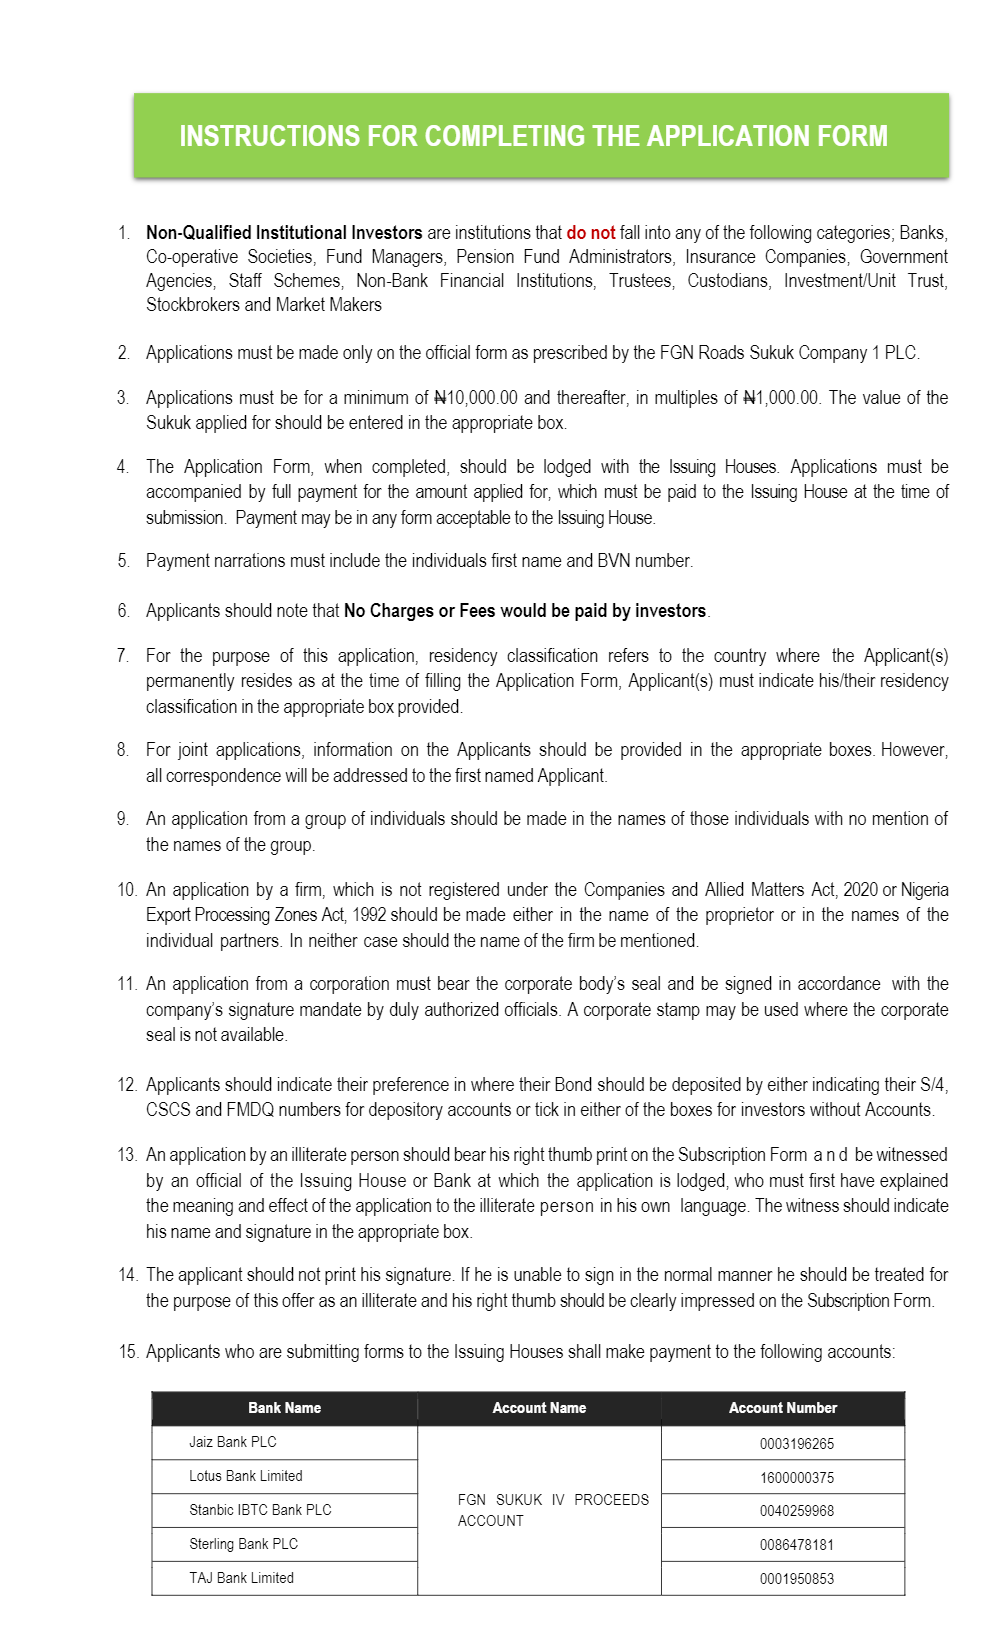 INSTRUCTIONS FOR COMPLETING THE APPLICATION FORM
1. Non-Qualified Institutional Investors are institutions that do not fall into any of the following categories; Banks,
Co-operative Societies, Fund Managers, Pension Fund Administrators, Insurance Companies, Government
Agencies, Staff Schemes, Non-Bank Financial Institutions, Trustees, Custodians, Investment/Unit Trust,
Stockbrokers and Market Makers
2. Applications must be made only on the official form as prescribed by the FGN Roads Sukuk Company 1 PLC.
3. Applications must be for a minimum of ₦10,000.00 and thereafter, in multiples of ₦1,000.00. The value of the
Sukuk applied for should be entered in the appropriate box.
4. The Application Form, when completed, should be lodged with the Issuing Houses. Applications must be
accompanied by full payment for the amount applied for, which must be paid to the Issuing House at the time of
submission. Payment may be in any form acceptable to the Issuing House.
5. Payment narrations must include the individuals first name and BVN number.
6. Applicants should note that No Charges or Fees would be paid by investors.
7. For the purpose of this application, residency classification refers to the country where the Applicant(s)
permanently resides as at the time of filling the Application Form, Applicant(s) must indicate his/their residency
classification in the appropriate box provided.
8. For joint applications, information on the Applicants should be provided in the appropriate boxes. However,
all correspondence will be addressed to the first named Applicant.
9. An application from a group of individuals should be made in the names of those individuals with no mention of
the names of the group.
10. An application by a firm, which is not registered under the Companies and Allied Matters Act, 2020 or Nigeria
Export Processing Zones Act, 1992 should be made either in the name of the proprietor or in the names of the
individual partners. In neither case should the name of the firm be mentioned.
11. An application from a corporation must bear the corporate body's seal and be signed in accordance with the
company's signature mandate by duly authorized officials. A corporate stamp may be used where the corporate
seal is not available.
12. Applicants should indicate their preference in where their Bond should be deposited by either indicating their S/4,
CSCS and FMDQ numbers for depository accounts or tick in either of the boxes for investors without Accounts.
13. An application by an illiterate person should bear his right thumb print on the Subscription Form and be witnessed
by an official of the Issuing House or Bank at which the application is lodged, who must first have explained
the meaning and effect of the application to the illiterate person in his own language. The witness should indicate
his name and signature in the appropriate box.
14. The applicant should not print his signature. If he is unable to sign in the normal manner he should be treated for
the purpose of this offer as an illiterate and his right thumb should be clearly impressed on the Subscription Form.
15. Applicants who are submitting forms to the Issuing Houses shall make payment to the following accounts:
Bank Name Account Name Account Number
Jaiz Bank PLC 0003196265
Lotus Bank Limited 1600000375
FGN SUKUK IV PROCEEDS
ACCOUNT
Stanbic IBTC Bank PLC 0040259968
Sterling Bank PLC 0086478181
TAJ Bank Limited 0001950853